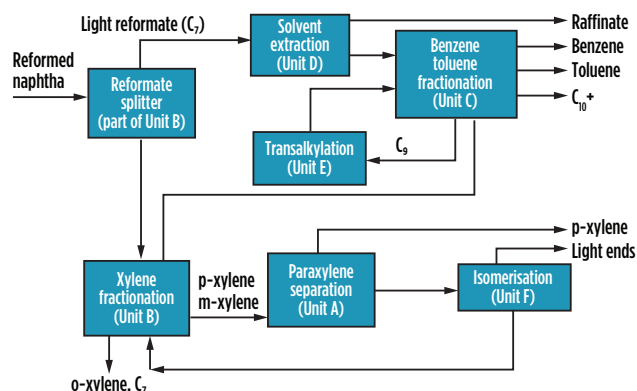 Light reformate (C₇)
Reformed
naphtha
Reformate
splitter
(part of Unit B)
Solvent
extraction
(Unit D)
Benzene
toluene
fractionation
(Unit C)
Raffinate
Benzene
Toluene
C₁₀+
Transalkylation
(Unit E)
C₉
Xylene
fractionation
(Unit B)
p-xylene
m-xylene
Paraxylene
separation
(Unit A)
p-xylene
Light ends
Isomerisation
(Unit F)
o-xylene, C₇